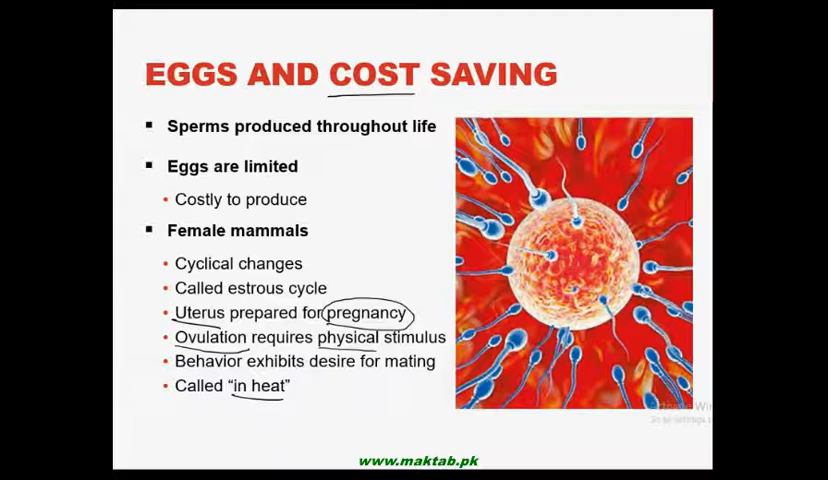 EGGS AND COST SAVING
Sperms produced throughout life
Eggs are limited
Costly to produce
Female mammals
Cyclical changes
Called estrous cycle
Uterus prepared for pregnancy
Ovulation requires physical stimulus
Behavior exhibits desire for mating
Called “in heat”
www.maktab.pk